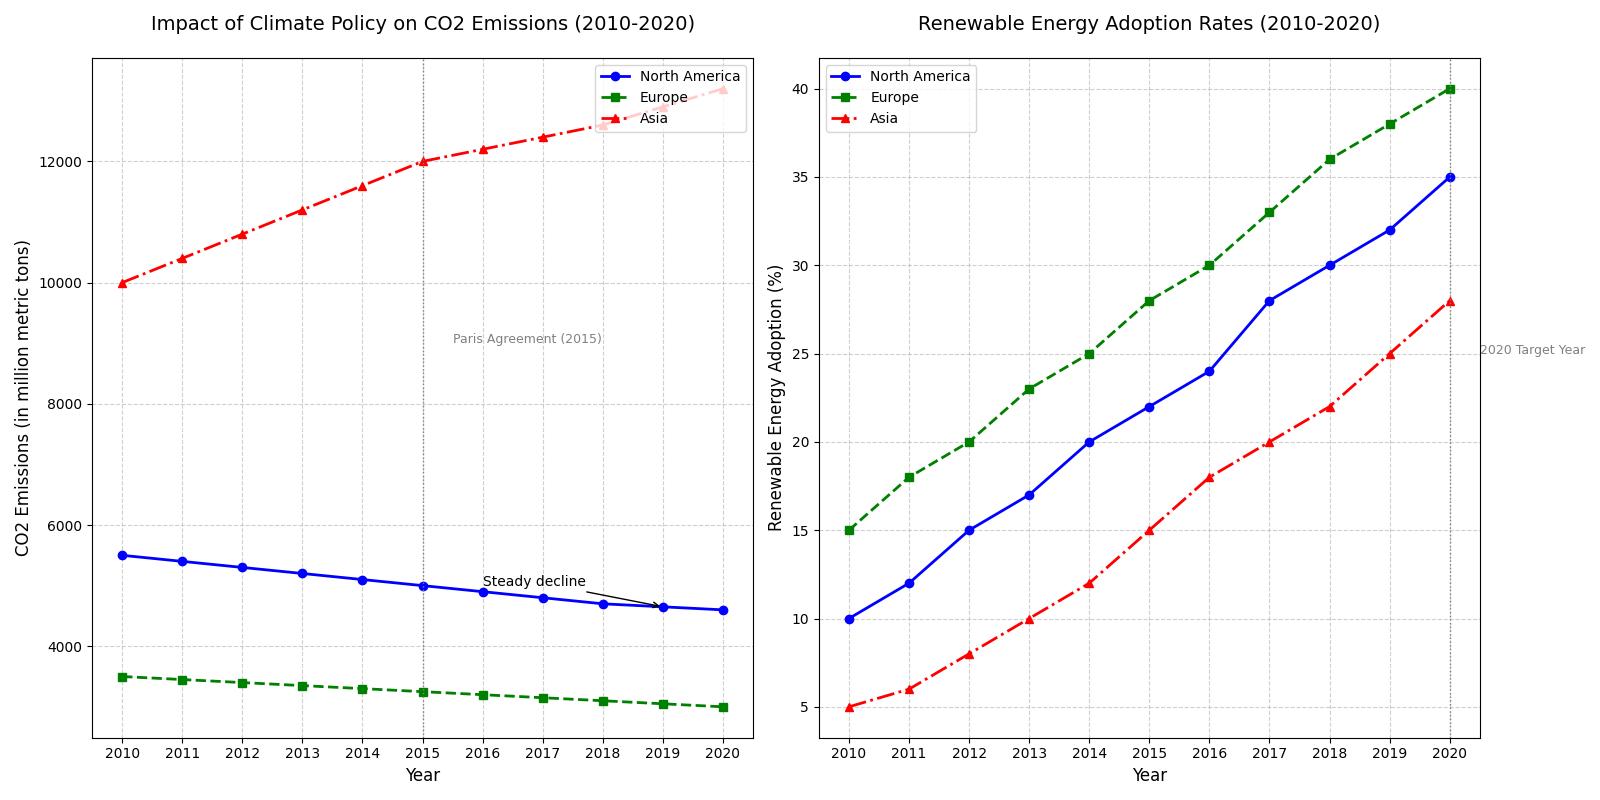 Impact of Climate Policy on CO2 Emissions (2010-2020)
North America
Europe
Asia
12000
10000
8000
6000
4000
CO2 Emissions (in million metric tons)
Paris Agreement (2015)
Steady decline
2010 2011 2012 2013 2014 2015 2016 2017 2018 2019 2020
Year
Renewable Energy Adoption Rates (2010-2020)
North America
Europe
Asia
40
35
30
25
20
15
10
5
Renewable Energy Adoption (%)
2020 Target Year
2010 2011 2012 2013 2014 2015 2016 2017 2018 2019 2020
Year